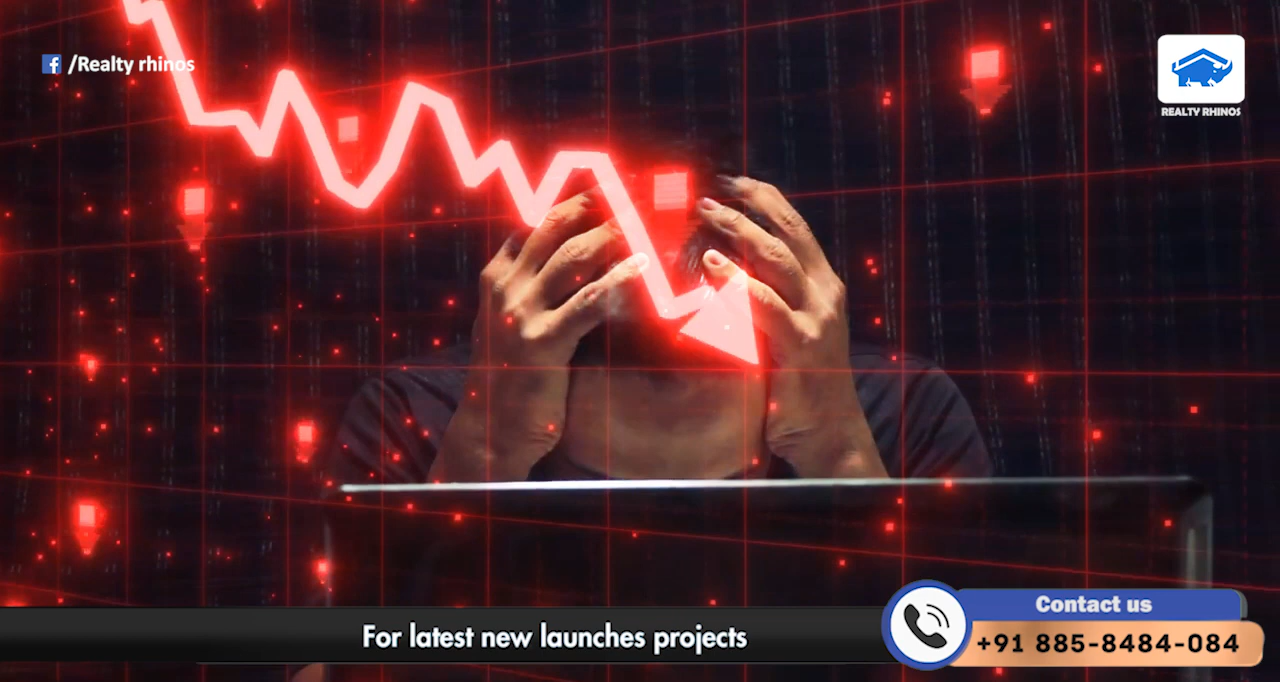 /Realty rhinos
REALTY RHINOS
For latest new launches projects
Contact us
+91 885-8484-084